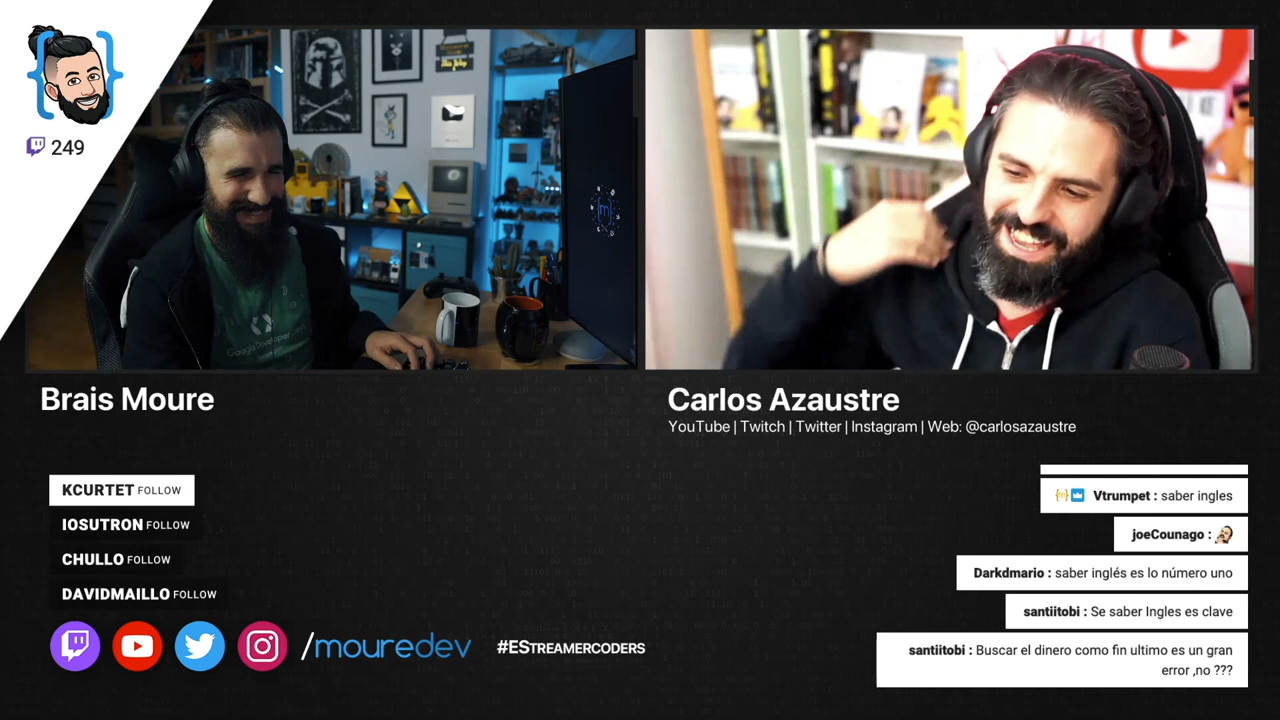 249
Google Developer
Brais Moure
Carlos Azaustre
YouTube | Twitch | Twitter | Instagram | Web: @carlosazaustre
KCURTET FOLLOW
IOSUTRON FOLLOW
CHULLO FOLLOW
DAVIDMAILLO FOLLOW
/mouredev
#ESTREAMERCODERS
Vtrumpet : saber ingles
joeCounago :
Darkdmario : saber inglés es lo número uno
santiitobi : Se saber Ingles es clave
santiitobi : Buscar el dinero como fin ultimo es un gran
error ,no ???